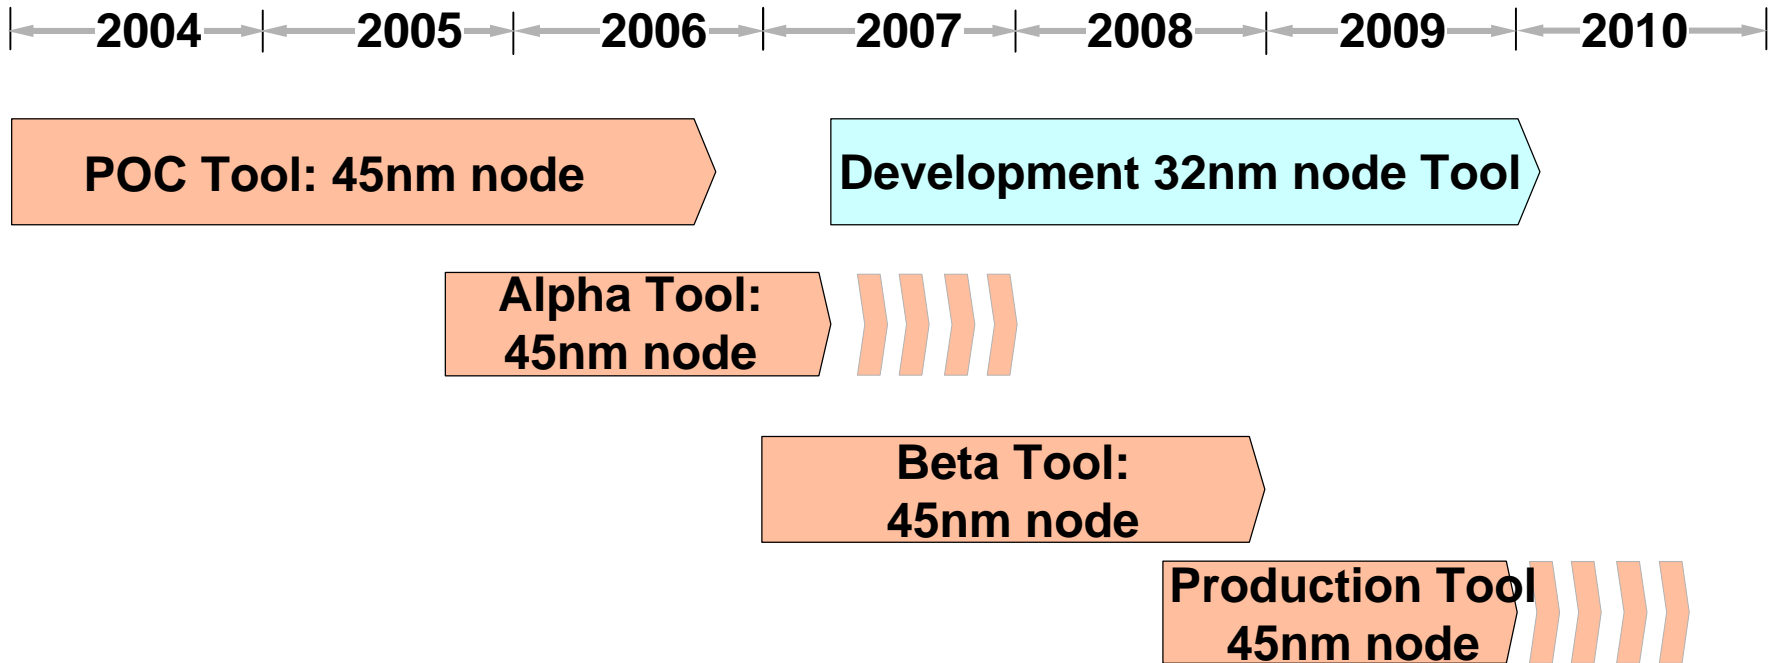 2004 2005 2006 2007 2008 2009 2010
POC Tool: 45nm node
Development 32nm node Tool
Alpha Tool:
45nm node
Beta Tool:
45nm node
Production Tool
45nm node